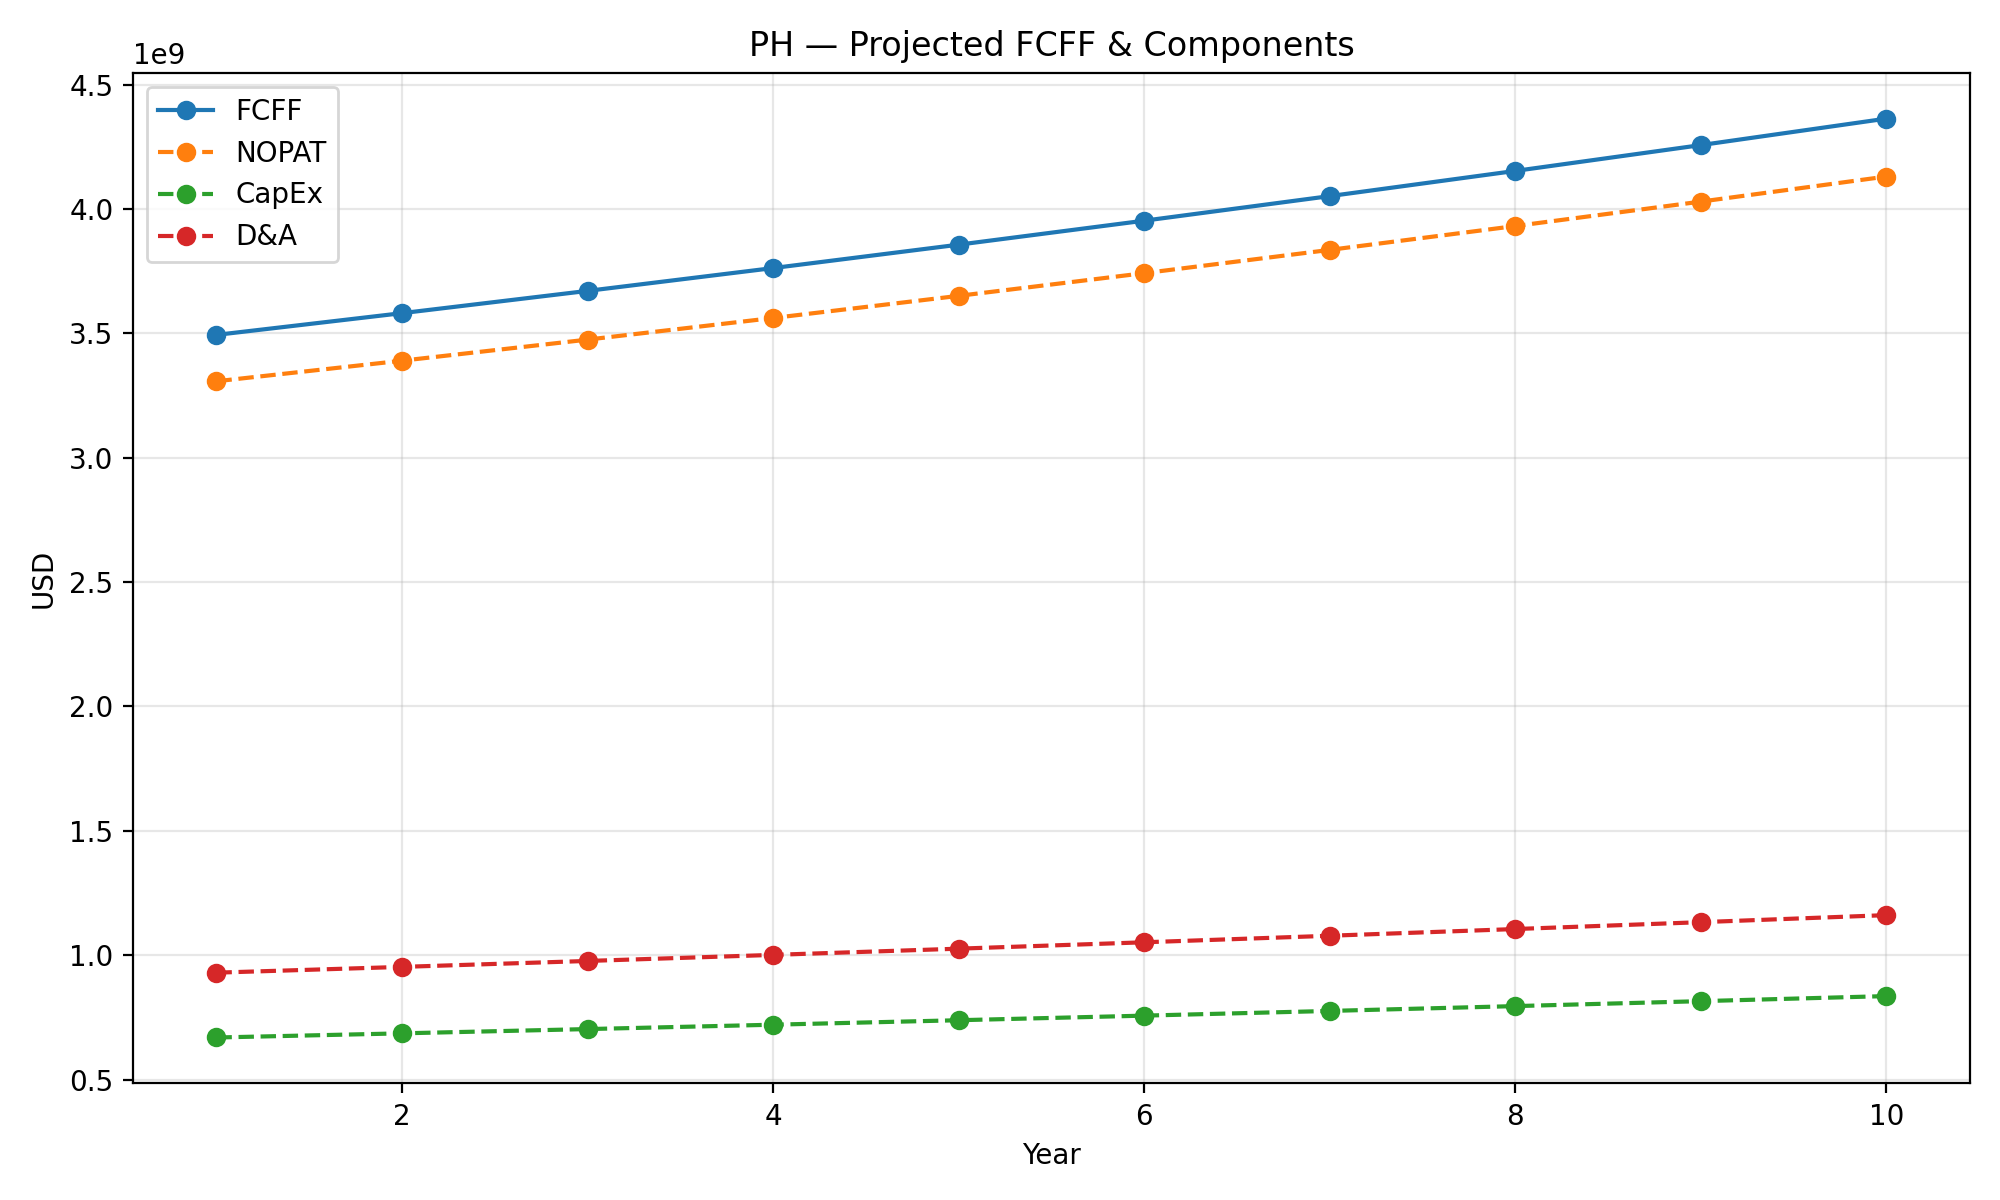 PH — Projected FCFF & Components
1e9
4.5
4.0
3.5
3.0
2.5
2.0
1.5
1.0
0.5
USD
FCFF
NOPAT
CapEx
D&A
2
4
6
8
10
Year